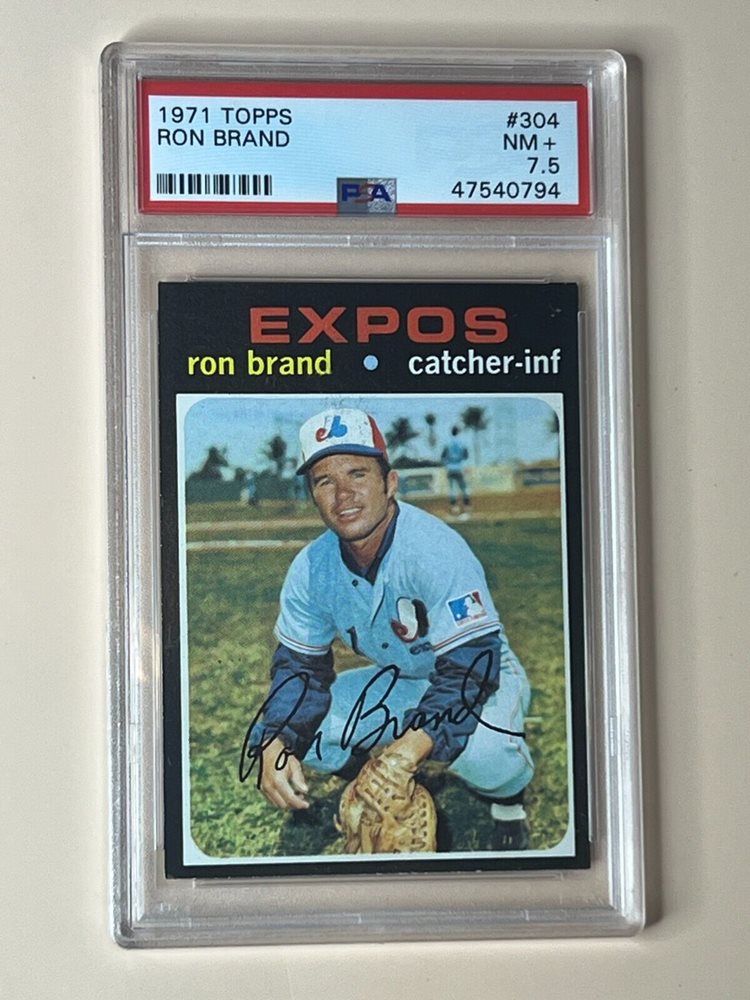 1971 TOPPS #304
RON BRAND NM +
7.5
PSA 47540794
EXPOS
ron brand • catcher-inf
Ron Brand